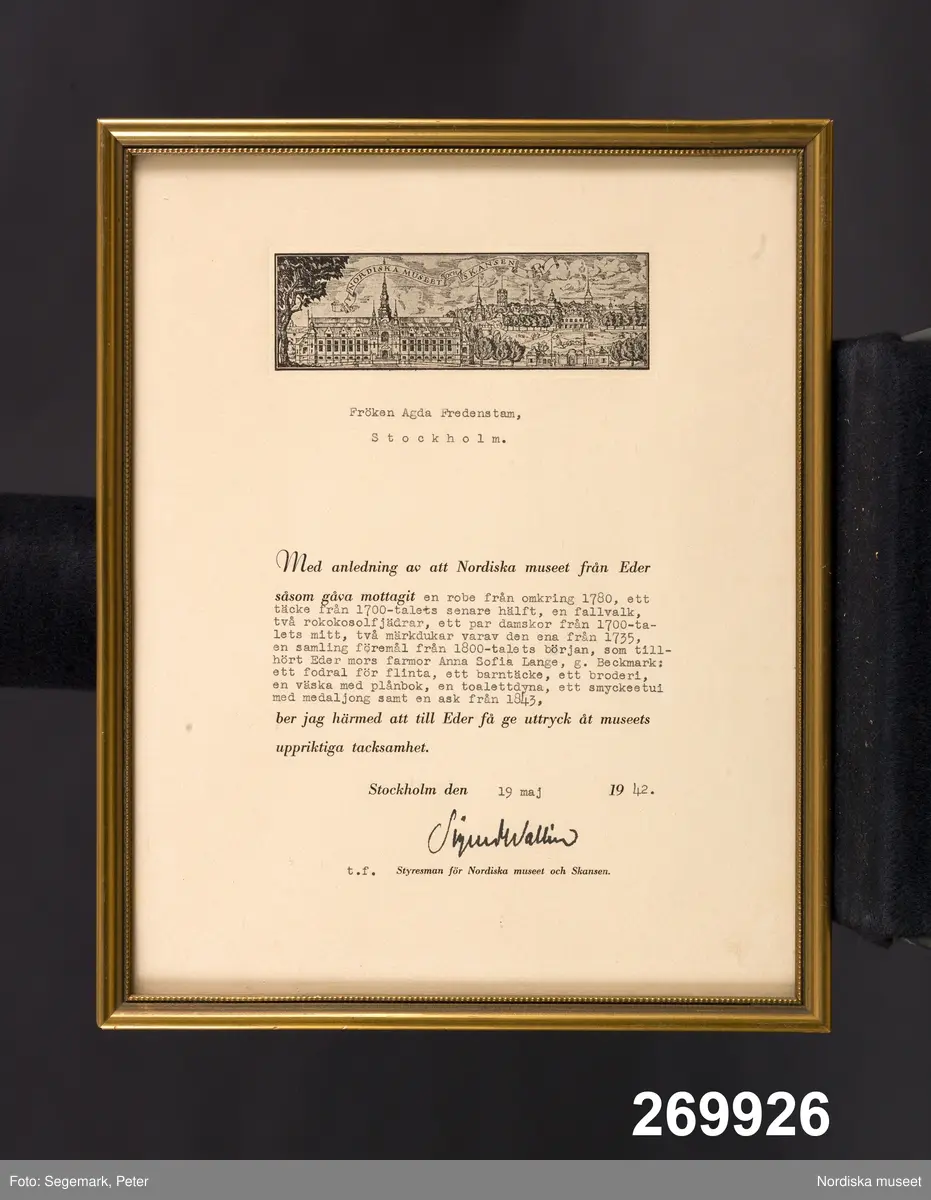 NORDISKA MUSEET OCH SKANSEN
Fröken Agda Fredenstam,
Stockholm.
Med anledning av att Nordiska museet från Eder
såsom gåva mottagit en robe från omkring 1780, ett
täcke från 1700-talets senare hälft, en fallvalk,
två rokokosolfjädrar, ett par damskor från 1700-ta-
lets mitt, två märkdukar varav den ena från 1735,
en samling föremål från 1800-talets början, som till-
hört Eder mors farmor Anna Sofia Lange, g. Beckmark:
ett fodral för flinta, ett barntäcke, ett broderi,
en väska med plånbok, en toalettdyna, ett smycketui
med medaljong samt en ask från 1843,
ber jag härmed att till Eder få ge uttryck åt museets
uppriktiga tacksamhet.
Stockholm den 19 maj 19 42.
Sigurd Wallin
t.f. Styresman för Nordiska museet och Skansen.
269926
Foto: Segemark, Peter
Nordiska museet